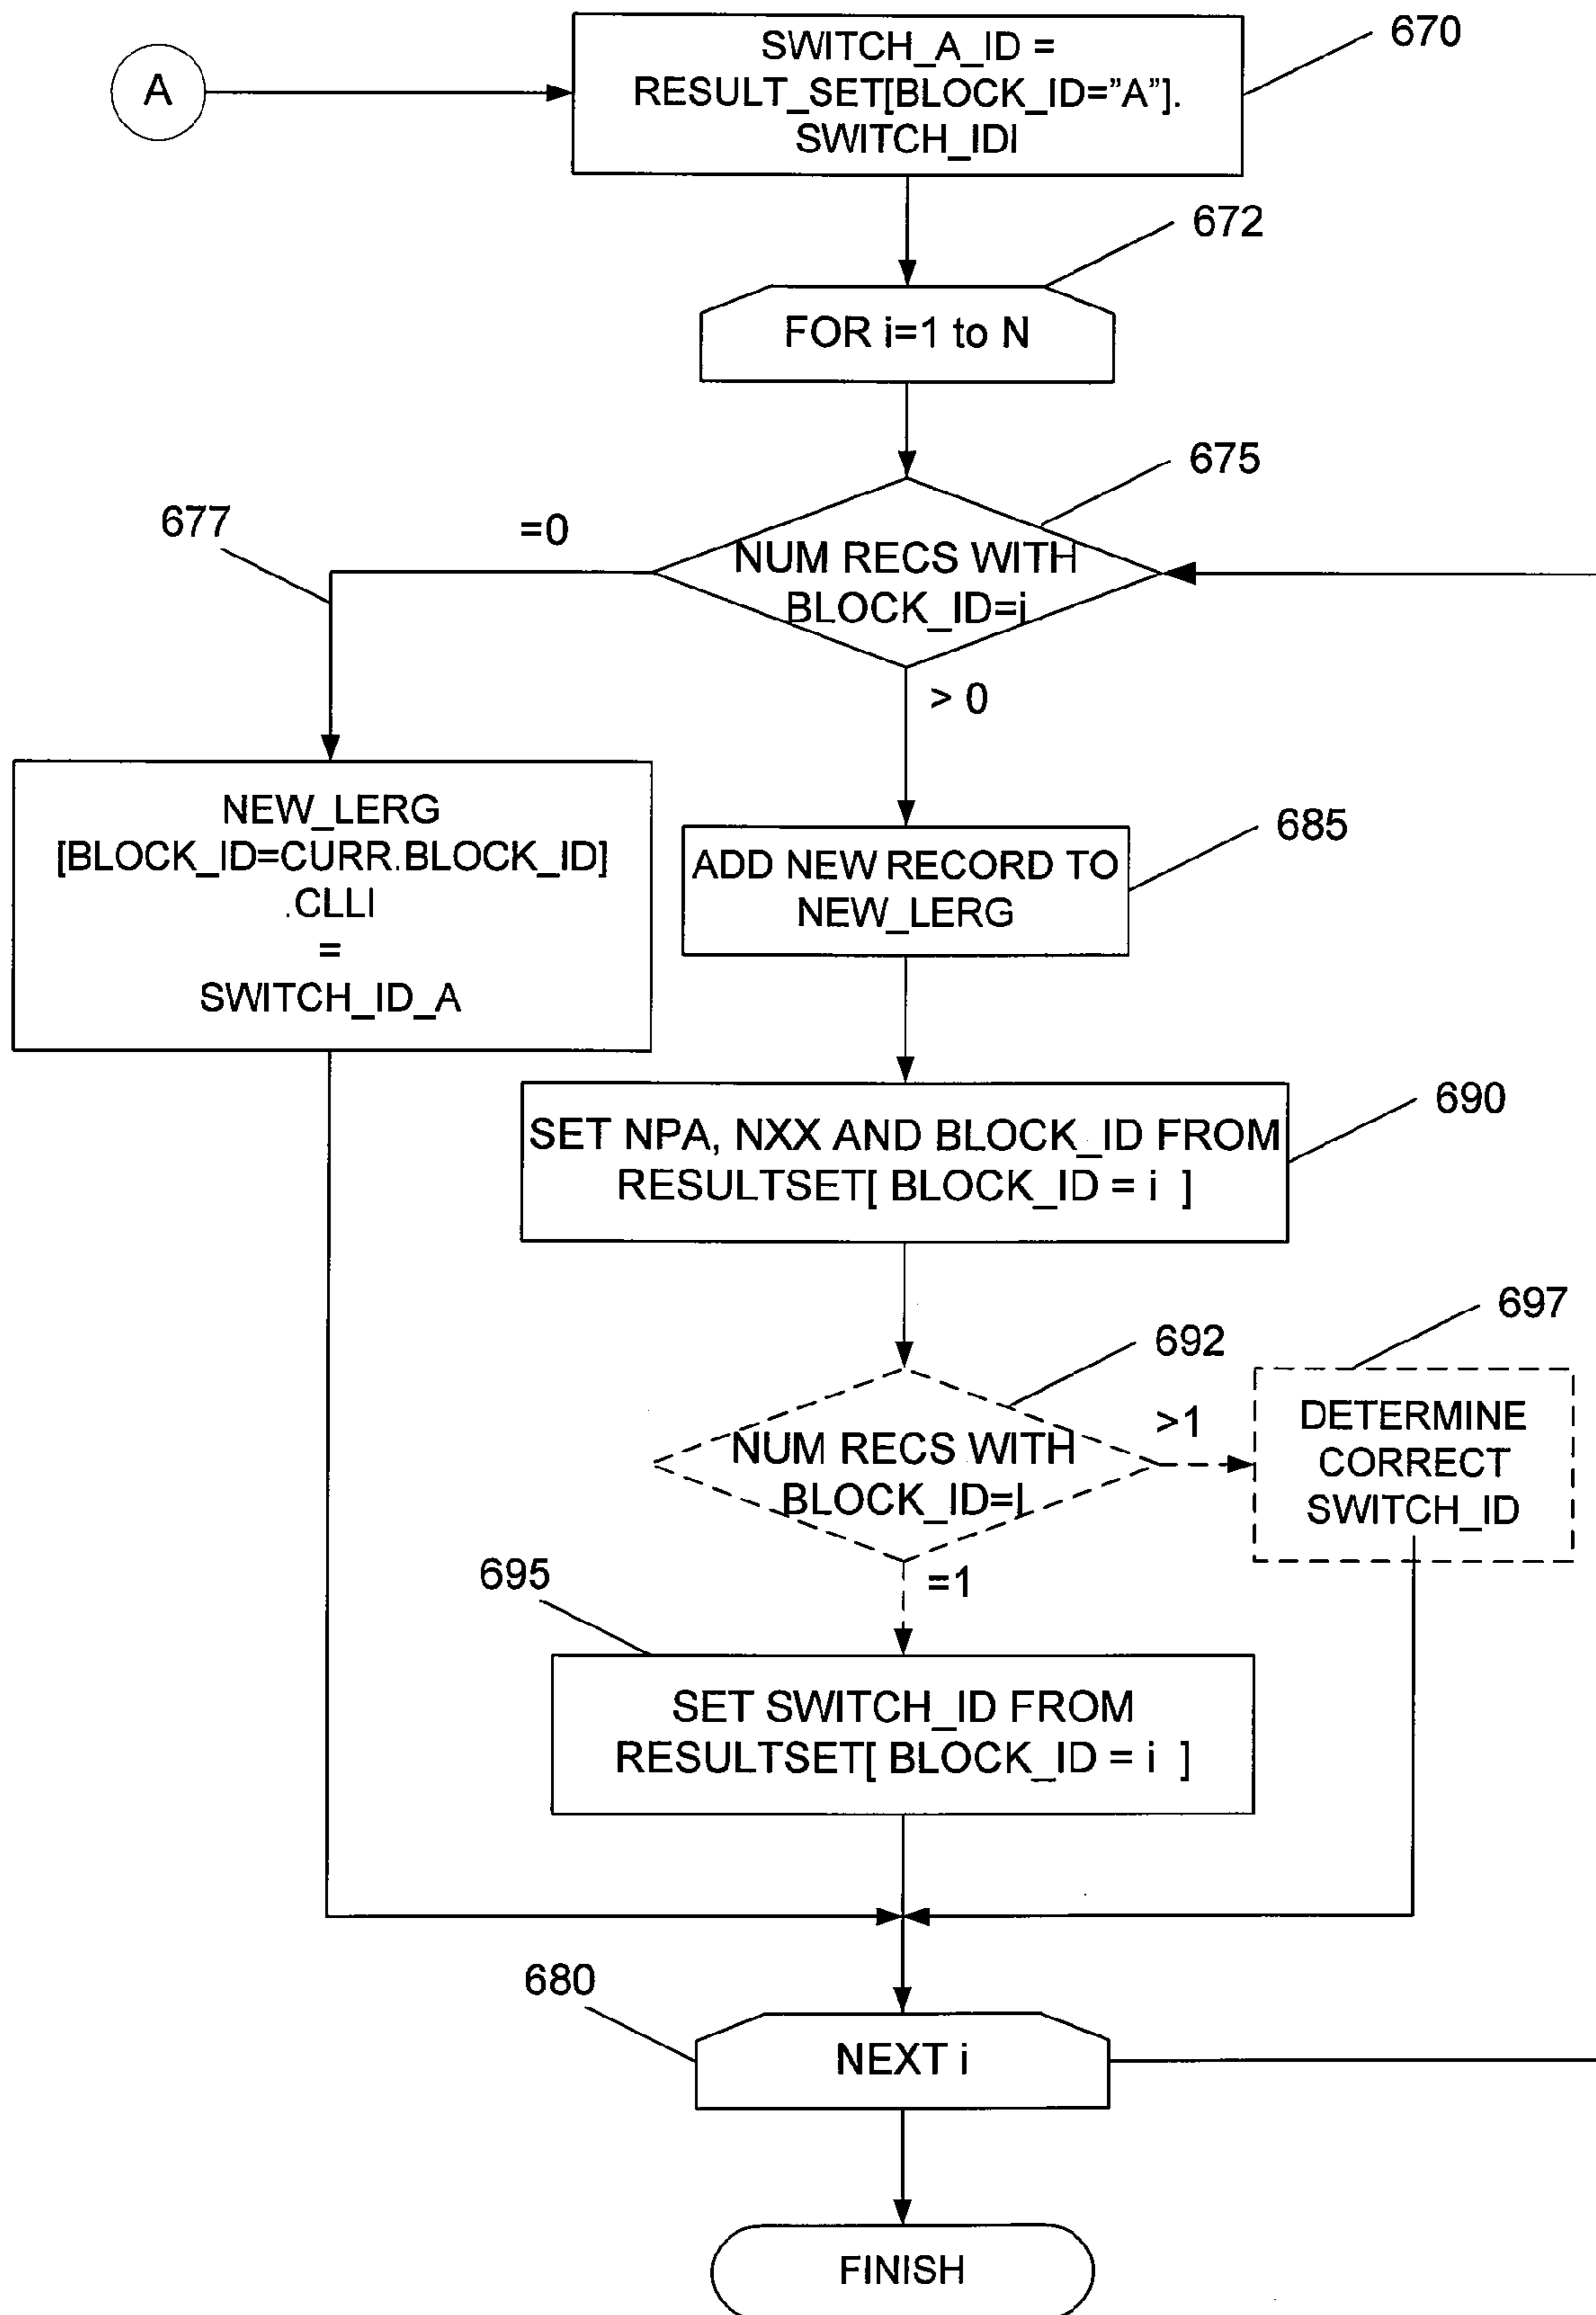 A
SWITCH_A_ID =
RESULT_SET[BLOCK_ID=”A”].
SWITCH_IDI
670
672
FOR i=1 to N
675
677
=0
NUM RECS WITH
BLOCK_ID=i
> 0
NEW_LERG
[BLOCK_ID=CURR.BLOCK_ID]
.CLLI
=
SWITCH_ID_A
685
ADD NEW RECORD TO
NEW_LERG
690
SET NPA, NXX AND BLOCK_ID FROM
RESULTSET[ BLOCK_ID = i ]
697
692
>1
NUM RECS WITH
BLOCK_ID=I
DETERMINE
CORRECT
SWITCH_ID
=1
695
SET SWITCH_ID FROM
RESULTSET[ BLOCK_ID = i ]
680
NEXT i
FINISH